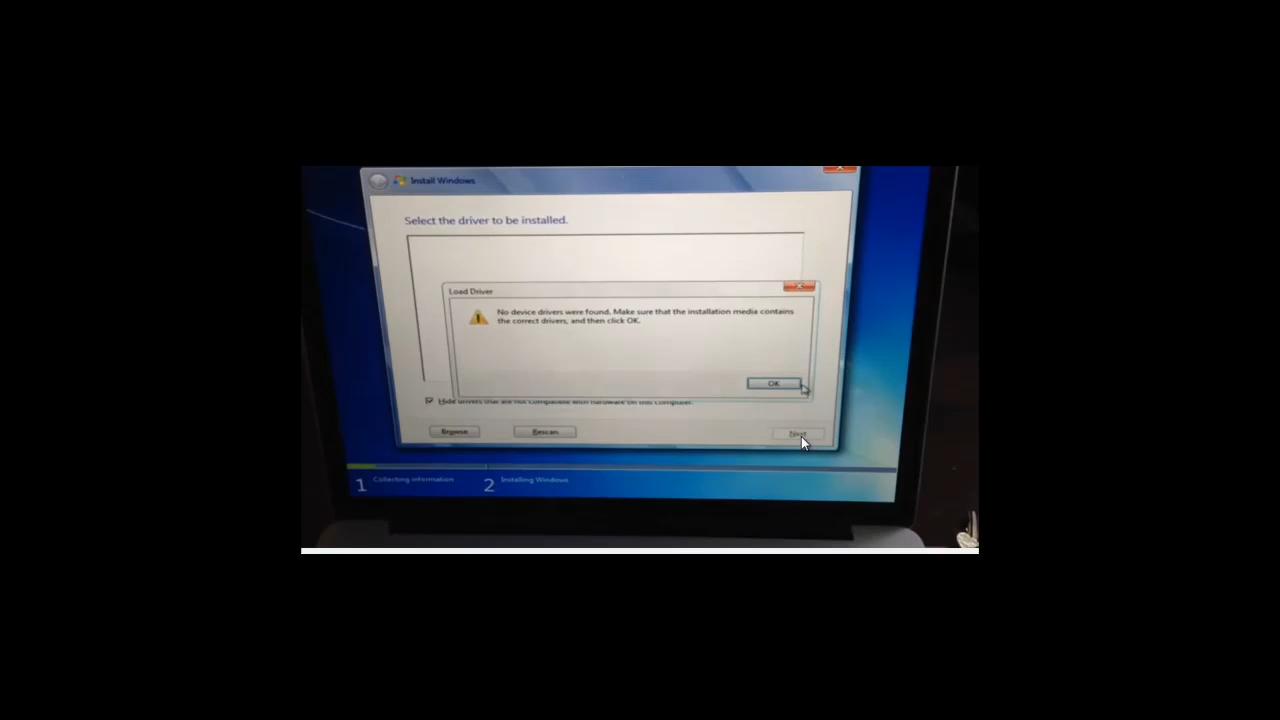 Install Windows
Select the driver to be installed.
Load Driver
No device drivers were found. Make sure that the installation media contains
the correct drivers, and then click OK.
OK
Hide drivers that are not compatible with hardware on this computer.
Browse
Rescan
Next
1 Collecting information 2 Installing Windows